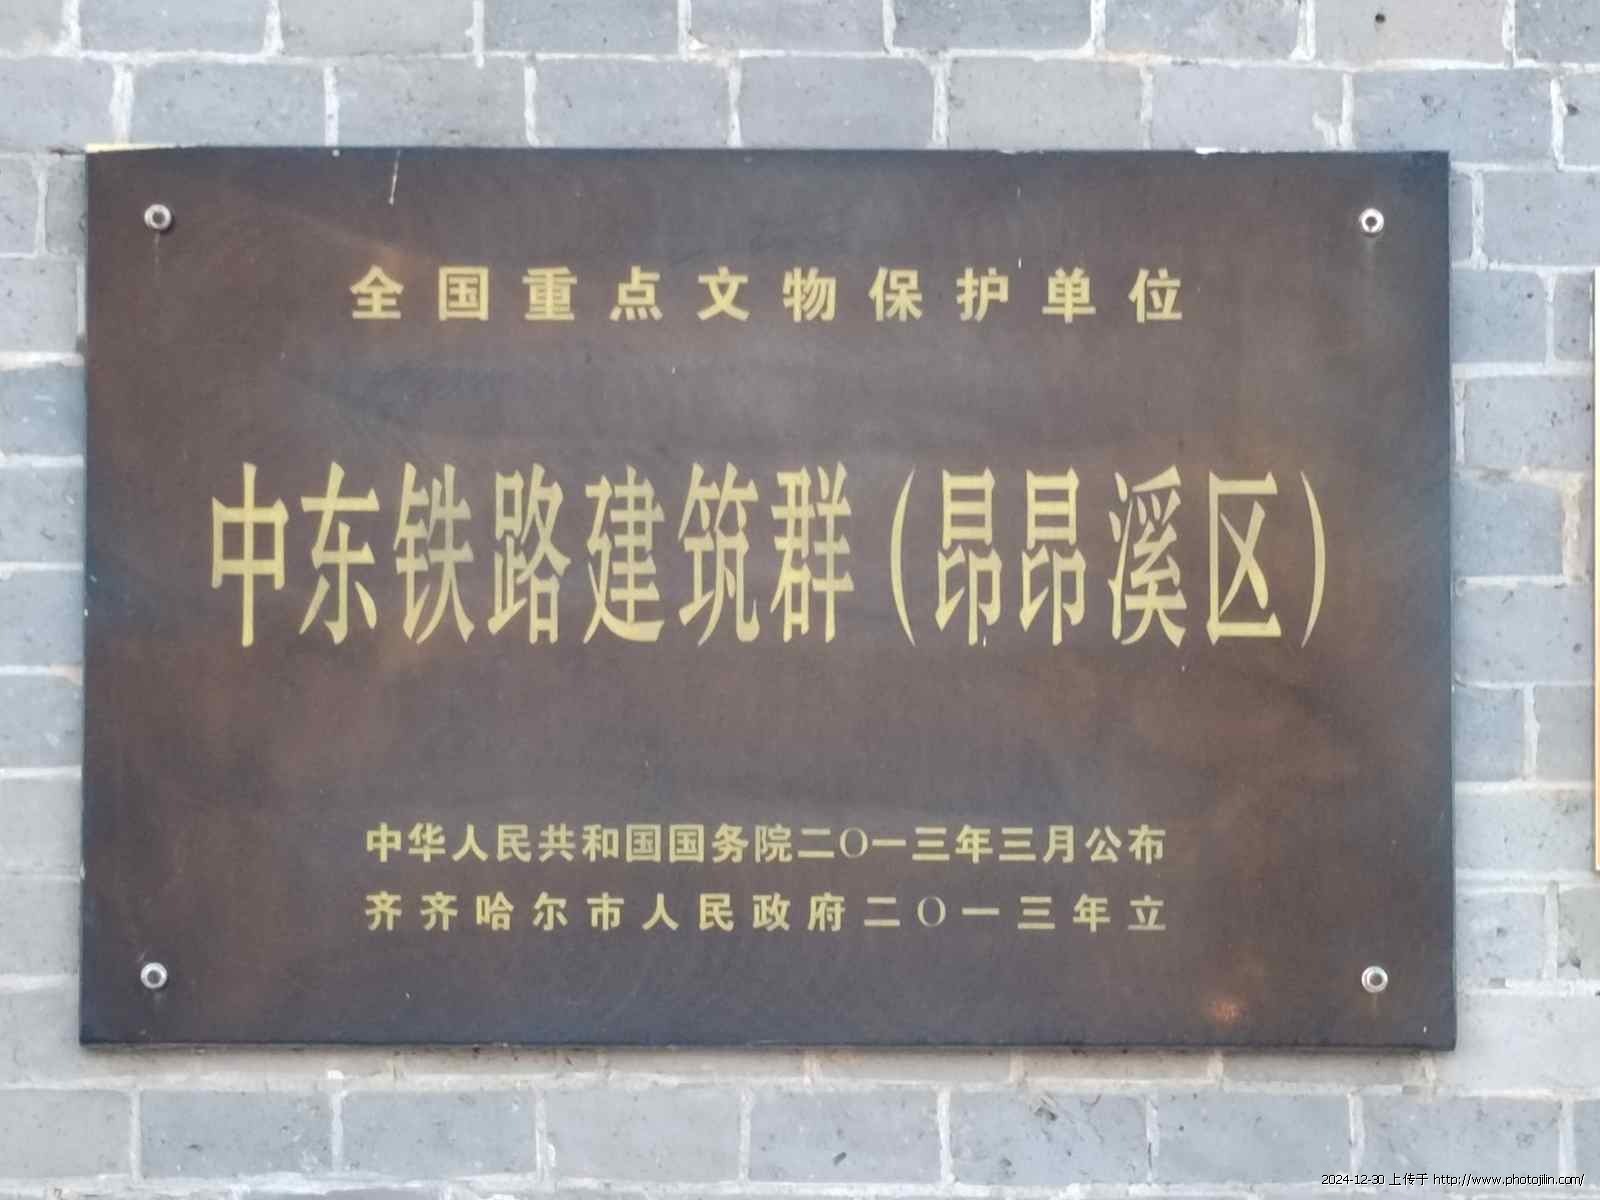 全国重点文物保护单位
中东铁路建筑群(昂昂溪区)
中华人民共和国国务院二〇一三年三月公布
齐齐哈尔市人民政府二〇一三年立
2024-12-30 上传于 http://www.photojilin.com/